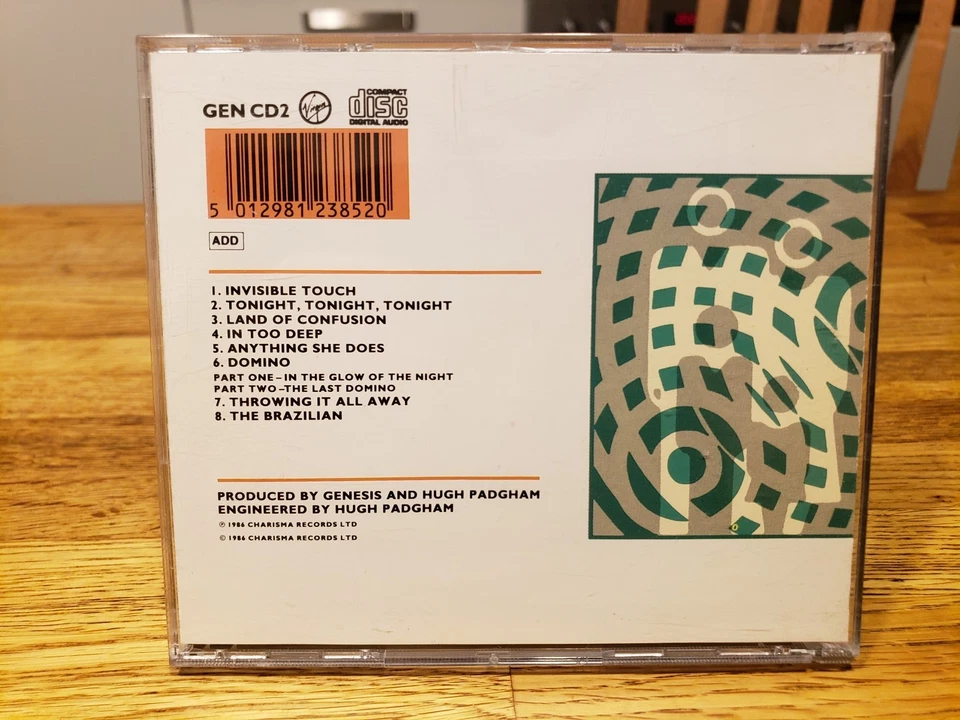 GEN CD2 Virgin COMPACT disc DIGITAL AUDIO
5 012981 238520
ADD
1. INVISIBLE TOUCH
2. TONIGHT, TONIGHT, TONIGHT
3. LAND OF CONFUSION
4. IN TOO DEEP
5. ANYTHING SHE DOES
6. DOMINO
PART ONE–IN THE GLOW OF THE NIGHT
PART TWO–THE LAST DOMINO
7. THROWING IT ALL AWAY
8. THE BRAZILIAN
PRODUCED BY GENESIS AND HUGH PADGHAM
ENGINEERED BY HUGH PADGHAM
℗ 1986 CHARISMA RECORDS LTD
© 1986 CHARISMA RECORDS LTD